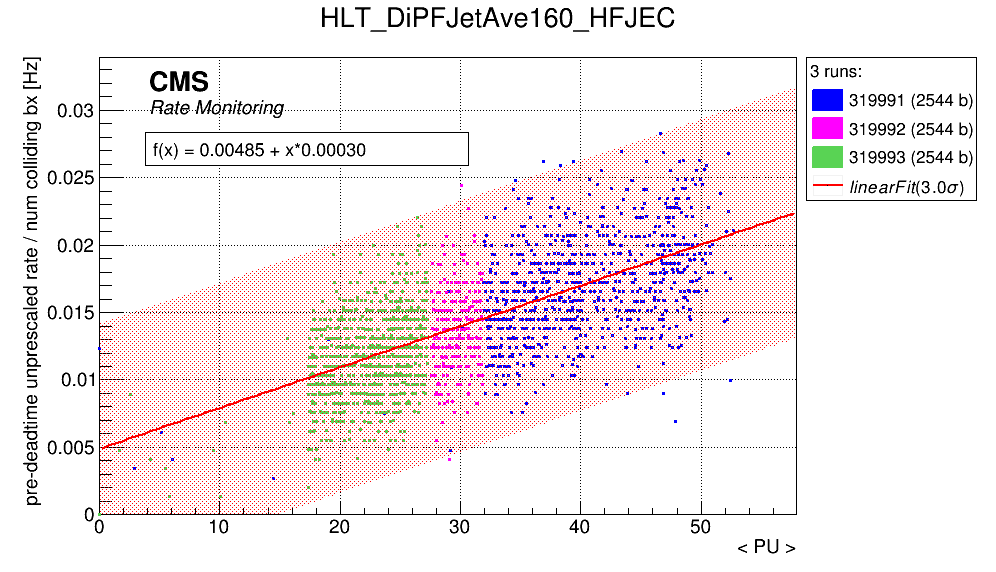 HLT_DiPFJetAve160_HFJEC
pre-deadtime unprescaled rate / num colliding bx [Hz]
CMS
Rate Monitoring
f(x) = 0.00485 + x*0.00030
0.03
0.025
0.02
0.015
0.01
0.005
0
0 10 20 30 40 50
< PU >
3 runs:
319991 (2544 b)
319992 (2544 b)
319993 (2544 b)
linearFit(3.0σ)